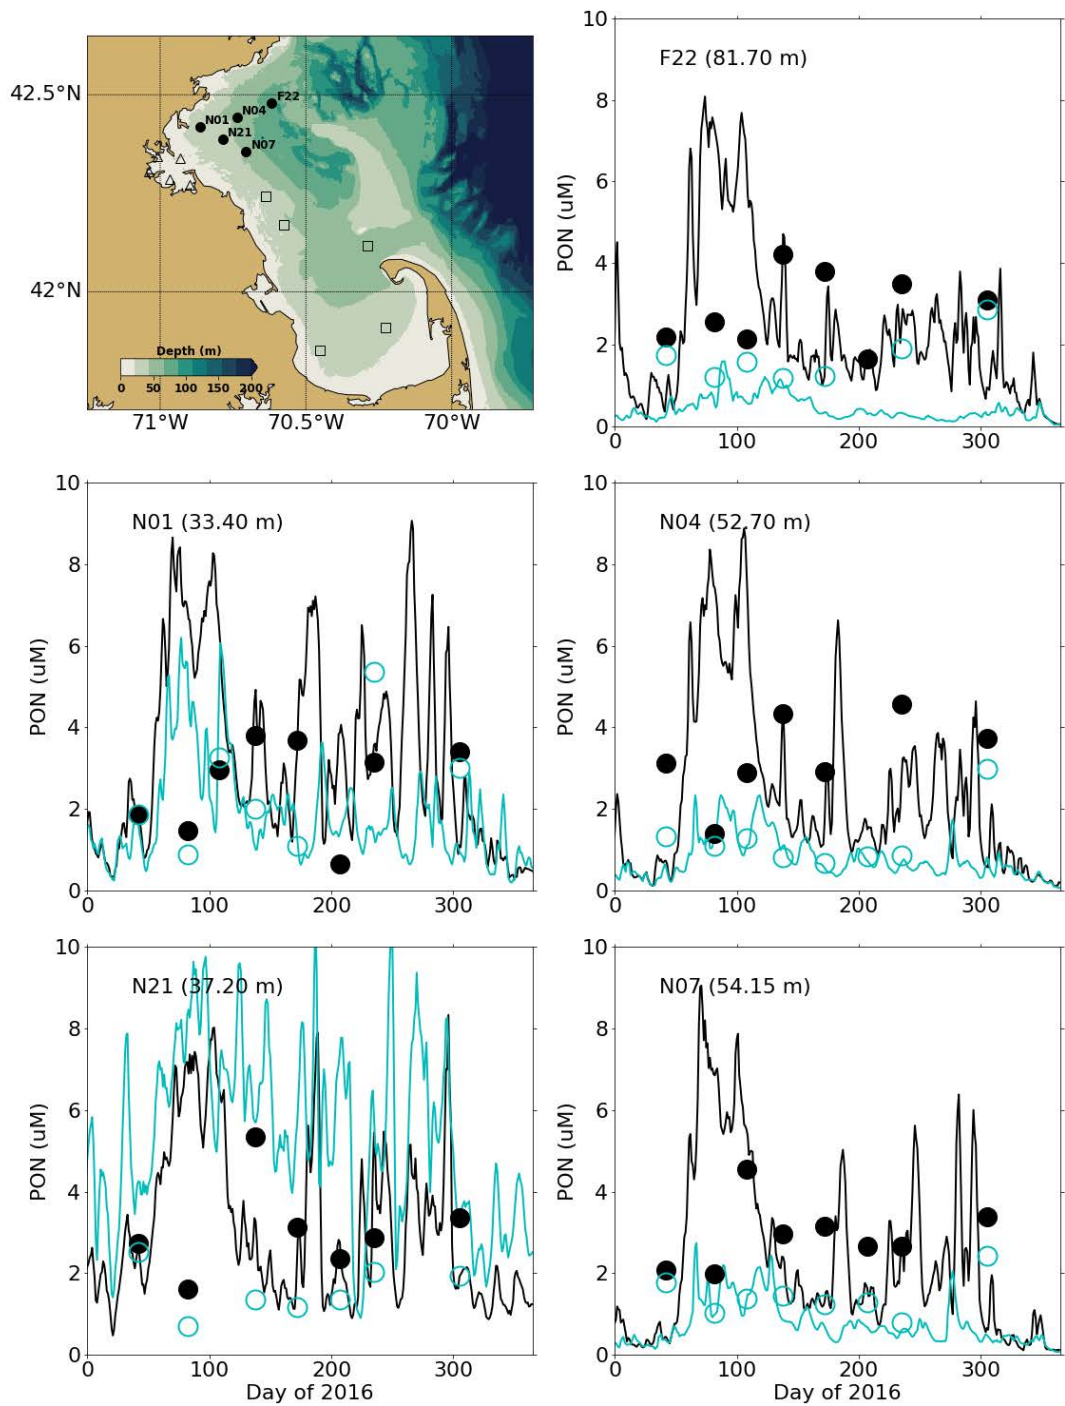 42.5°N
42°N
71°W
70.5°W
70°W
F22
N04
N01
N21
N07
Depth (m)
0 50 100 150 200
F22 (81.70 m)
PON (uM)
10
8
6
4
2
0
0 100 200 300
N01 (33.40 m)
PON (uM)
10
8
6
4
2
0
0 100 200 300
N04 (52.70 m)
PON (uM)
10
8
6
4
2
0
0 100 200 300
N21 (37.20 m)
PON (uM)
10
8
6
4
2
0
0 100 200 300
Day of 2016
N07 (54.15 m)
PON (uM)
10
8
6
4
2
0
0 100 200 300
Day of 2016